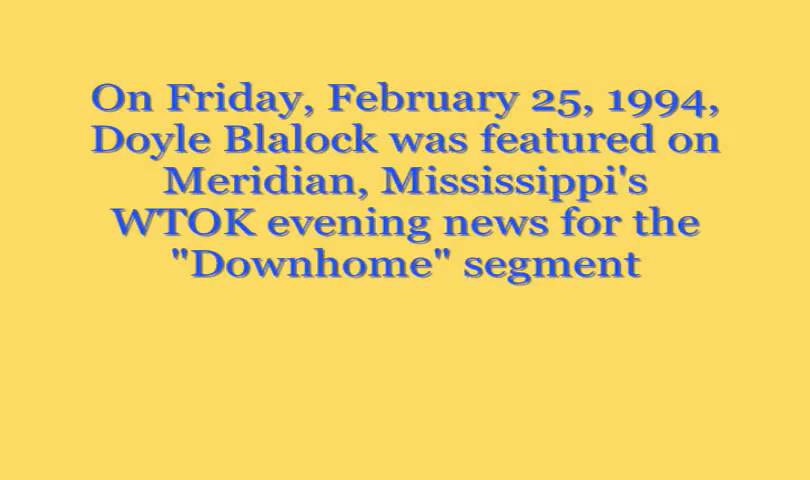 On Friday, February 25, 1994,
Doyle Blalock was featured on
Meridian, Mississippi's
WTOK evening news for the
"Downhome" segment